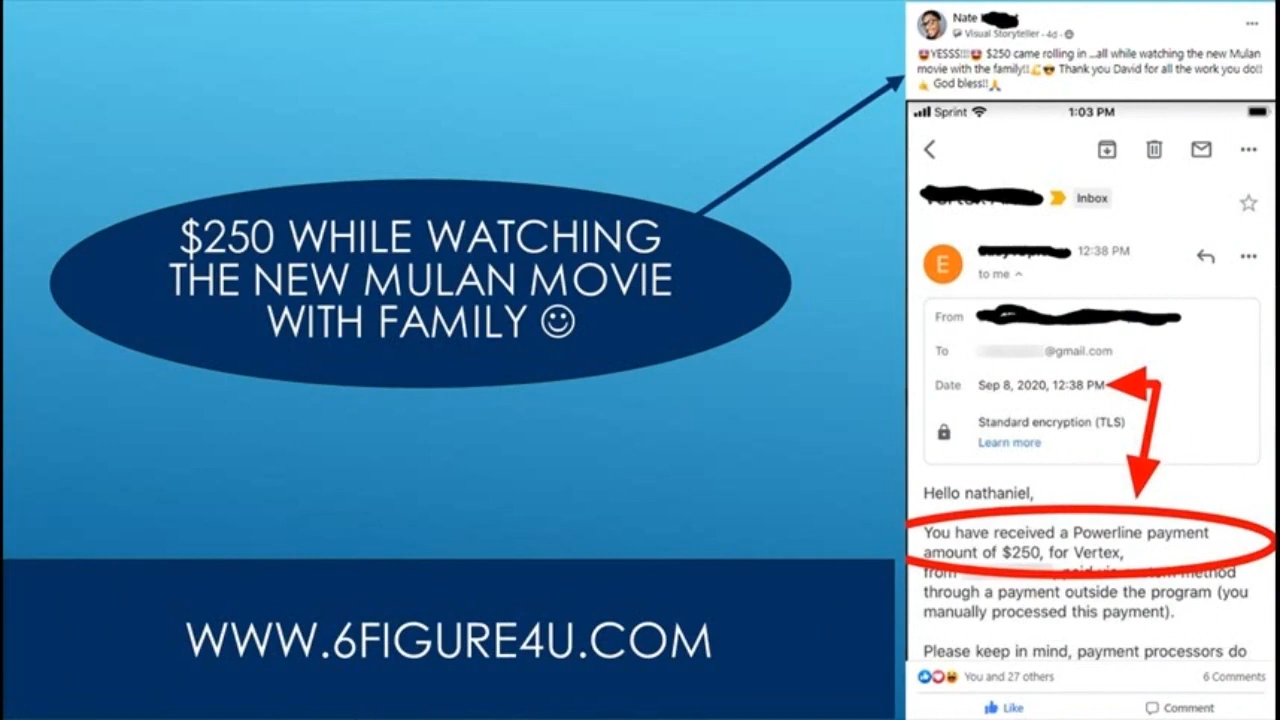 $250 WHILE WATCHING
THE NEW MULAN MOVIE
WITH FAMILY
WWW.6FIGURE4U.COM
Nate
Visual Storyteller · 4d ·
YESSS!!! $250 came rolling in ...all while watching the new Mulan
movie with the family!! Thank you David for all the work you do!!
God bless!!
Sprint 1:03 PM
Inbox
E 12:38 PM
to me
From
To @gmail.com
Date Sep 8, 2020, 12:38 PM
Standard encryption (TLS)
Learn more
Hello nathaniel,
You have received a Powerline payment
amount of $250, for Vertex,
from paid via custom method
through a payment outside the program (you
manually processed this payment).
Please keep in mind, payment processors do
You and 27 others 6 Comments
Like Comment